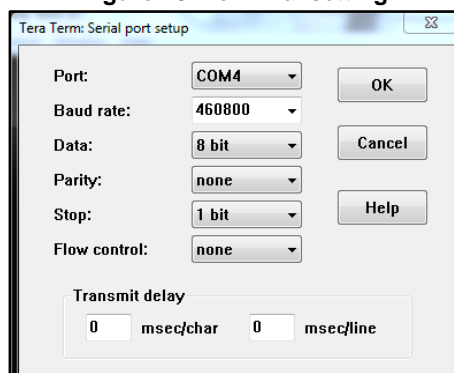 Tera Term: Serial port setup
Port: COM4 OK
Baud rate: 460800
Data: 8 bit Cancel
Parity: none
Stop: 1 bit Help
Flow control: none
Transmit delay
0 msec/char 0 msec/line